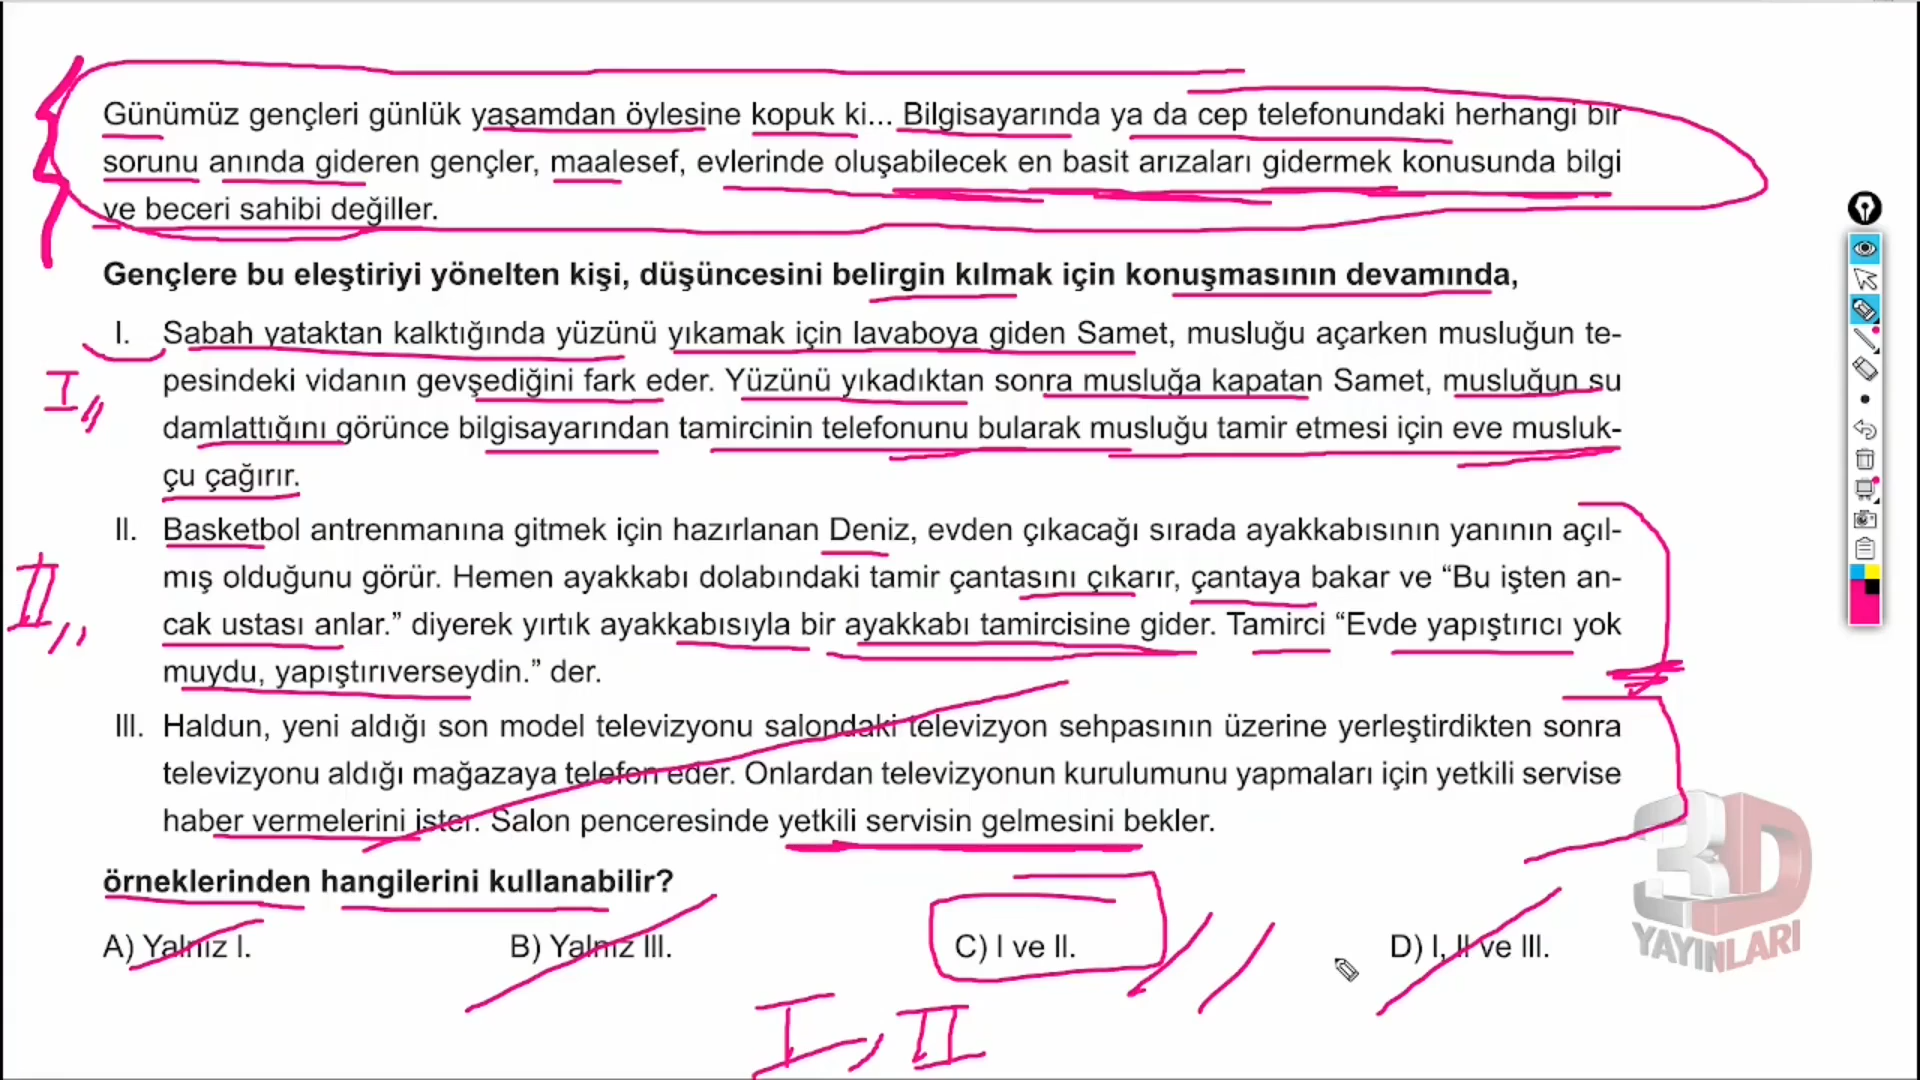 Günümüz gençleri günlük yaşamdan öylesine kopuk ki... Bilgisayarında ya da cep telefonundaki herhangi bir
sorunu anında gideren gençler, maalesef, evlerinde oluşabilecek en basit arızaları gidermek konusunda bilgi
ve beceri sahibi değiller.
Gençlere bu eleştiriyi yönelten kişi, düşüncesini belirgin kılmak için konuşmasının devamında,
I. Sabah yataktan kalktığında yüzünü yıkamak için lavaboya giden Samet, musluğu açarken musluğun te-
pesindeki vidanın gevşediğini fark eder. Yüzünü yıkadıktan sonra musluğa kapatan Samet, musluğun su
I,,
damlattığını görünce bilgisayarından tamircinin telefonunu bularak musluğu tamir etmesi için eve musluk-
çu çağırır.
II. Basketbol antrenmanına gitmek için hazırlanan Deniz, evden çıkacağı sırada ayakkabısının yanının açıl-
mış olduğunu görür. Hemen ayakkabı dolabındaki tamir çantasını çıkarır, çantaya bakar ve “Bu işten an-
II,,
cak ustası anlar.” diyerek yırtık ayakkabısıyla bir ayakkabı tamircisine gider. Tamirci “Evde yapıştırıcı yok
muydu, yapıştırıverseydin.” der.
III. Haldun, yeni aldığı son model televizyonu salondaki televizyon sehpasının üzerine yerleştirdikten sonra
televizyonu aldığı mağazaya telefon eder. Onlardan televizyonun kurulumunu yapmaları için yetkili servise
haber vermelerini ister. Salon penceresinde yetkili servisin gelmesini bekler.
örneklerinden hangilerini kullanabilir?
A) Yalnız I. B) Yalnız III. C) I ve II. D) I, II ve III.
I, II
3D
YAYINLARI